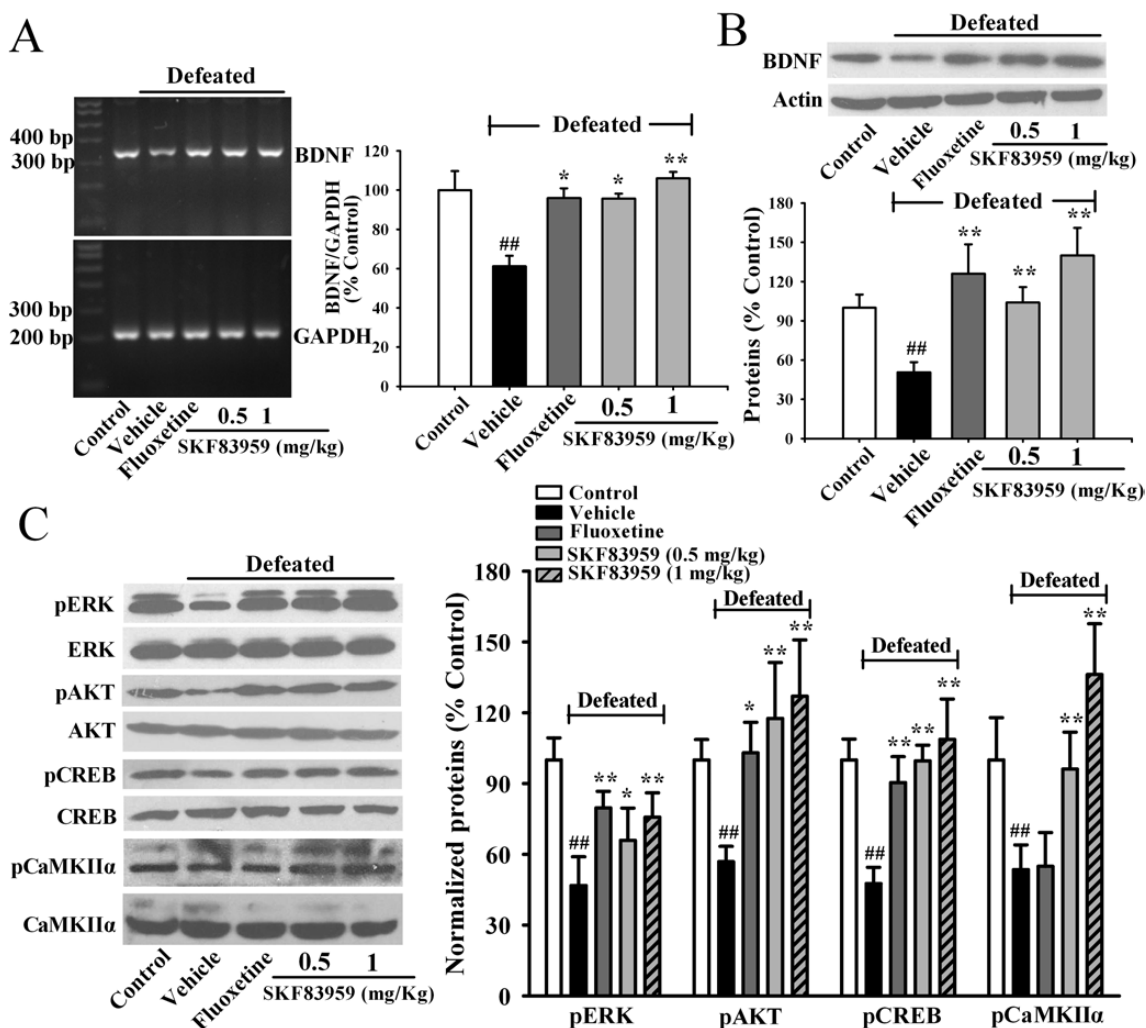 A
Defeated
400 bp
300 bp
BDNF
300 bp
200 bp
GAPDH
Control
Vehicle
Fluoxetine
0.5 1
SKF83959 (mg/kg)
BDNF/GAPDH
(% Control)
120
100
80
60
40
20
0
Defeated
##
*
*
**
Control
Vehicle
Fluoxetine
0.5 1
SKF83959 (mg/Kg)
B
Defeated
BDNF
Actin
Control
Vehicle
Fluoxetine
0.5 1
SKF83959 (mg/kg)
Proteins (% Control)
180
150
120
90
60
30
0
Defeated
##
**
**
**
Control
Vehicle
Fluoxetine
0.5 1
SKF83959 (mg/Kg)
C
Defeated
pERK
ERK
pAKT
AKT
pCREB
CREB
pCaMKIIα
CaMKIIα
Control
Vehicle
Fluoxetine
0.5 1
SKF83959 (mg/Kg)
Control
Vehicle
Fluoxetine
SKF83959 (0.5 mg/kg)
SKF83959 (1 mg/kg)
Normalized proteins (% Control)
180
150
120
90
60
30
0
Defeated
##
**
*
**
Defeated
##
*
**
**
Defeated
##
**
**
**
Defeated
##
**
**
pERK pAKT pCREB pCaMKIIα